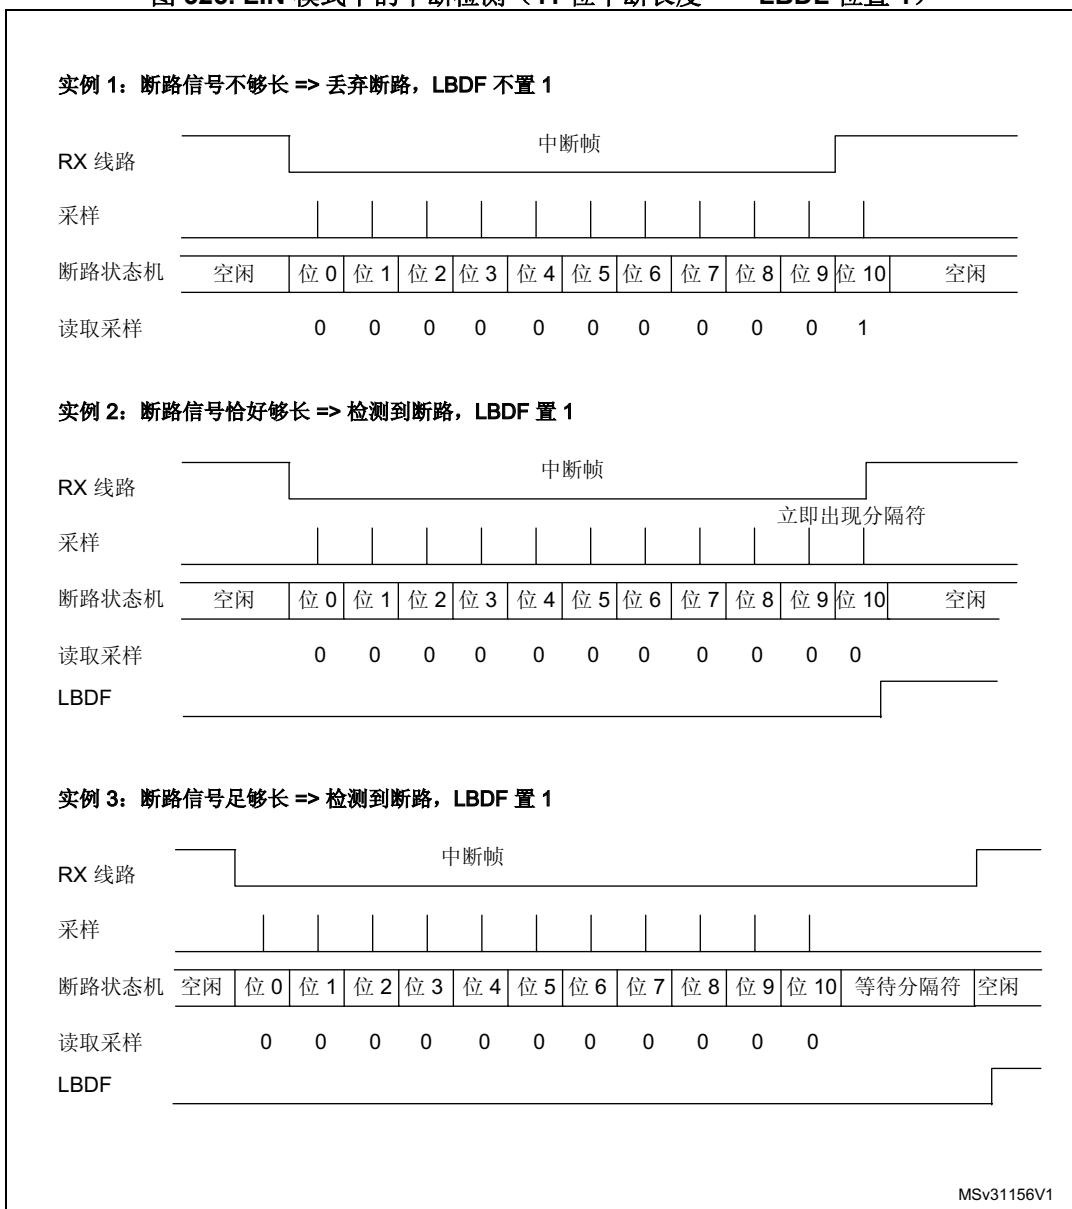 实例 1：断路信号不够长 => 丢弃断路，LBDF 不置 1
RX 线路
中断帧
采样
断路状态机 空闲 位 0 位 1 位 2 位 3 位 4 位 5 位 6 位 7 位 8 位 9 位 10 空闲
读取采样 0 0 0 0 0 0 0 0 0 0 1
实例 2：断路信号恰好够长 => 检测到断路，LBDF 置 1
RX 线路
中断帧
立即出现分隔符
采样
断路状态机 空闲 位 0 位 1 位 2 位 3 位 4 位 5 位 6 位 7 位 8 位 9 位 10 空闲
读取采样 0 0 0 0 0 0 0 0 0 0 0
LBDF
实例 3：断路信号足够长 => 检测到断路，LBDF 置 1
RX 线路
中断帧
采样
断路状态机 空闲 位 0 位 1 位 2 位 3 位 4 位 5 位 6 位 7 位 8 位 9 位 10 等待分隔符 空闲
读取采样 0 0 0 0 0 0 0 0 0 0 0
LBDF
MSv31156V1